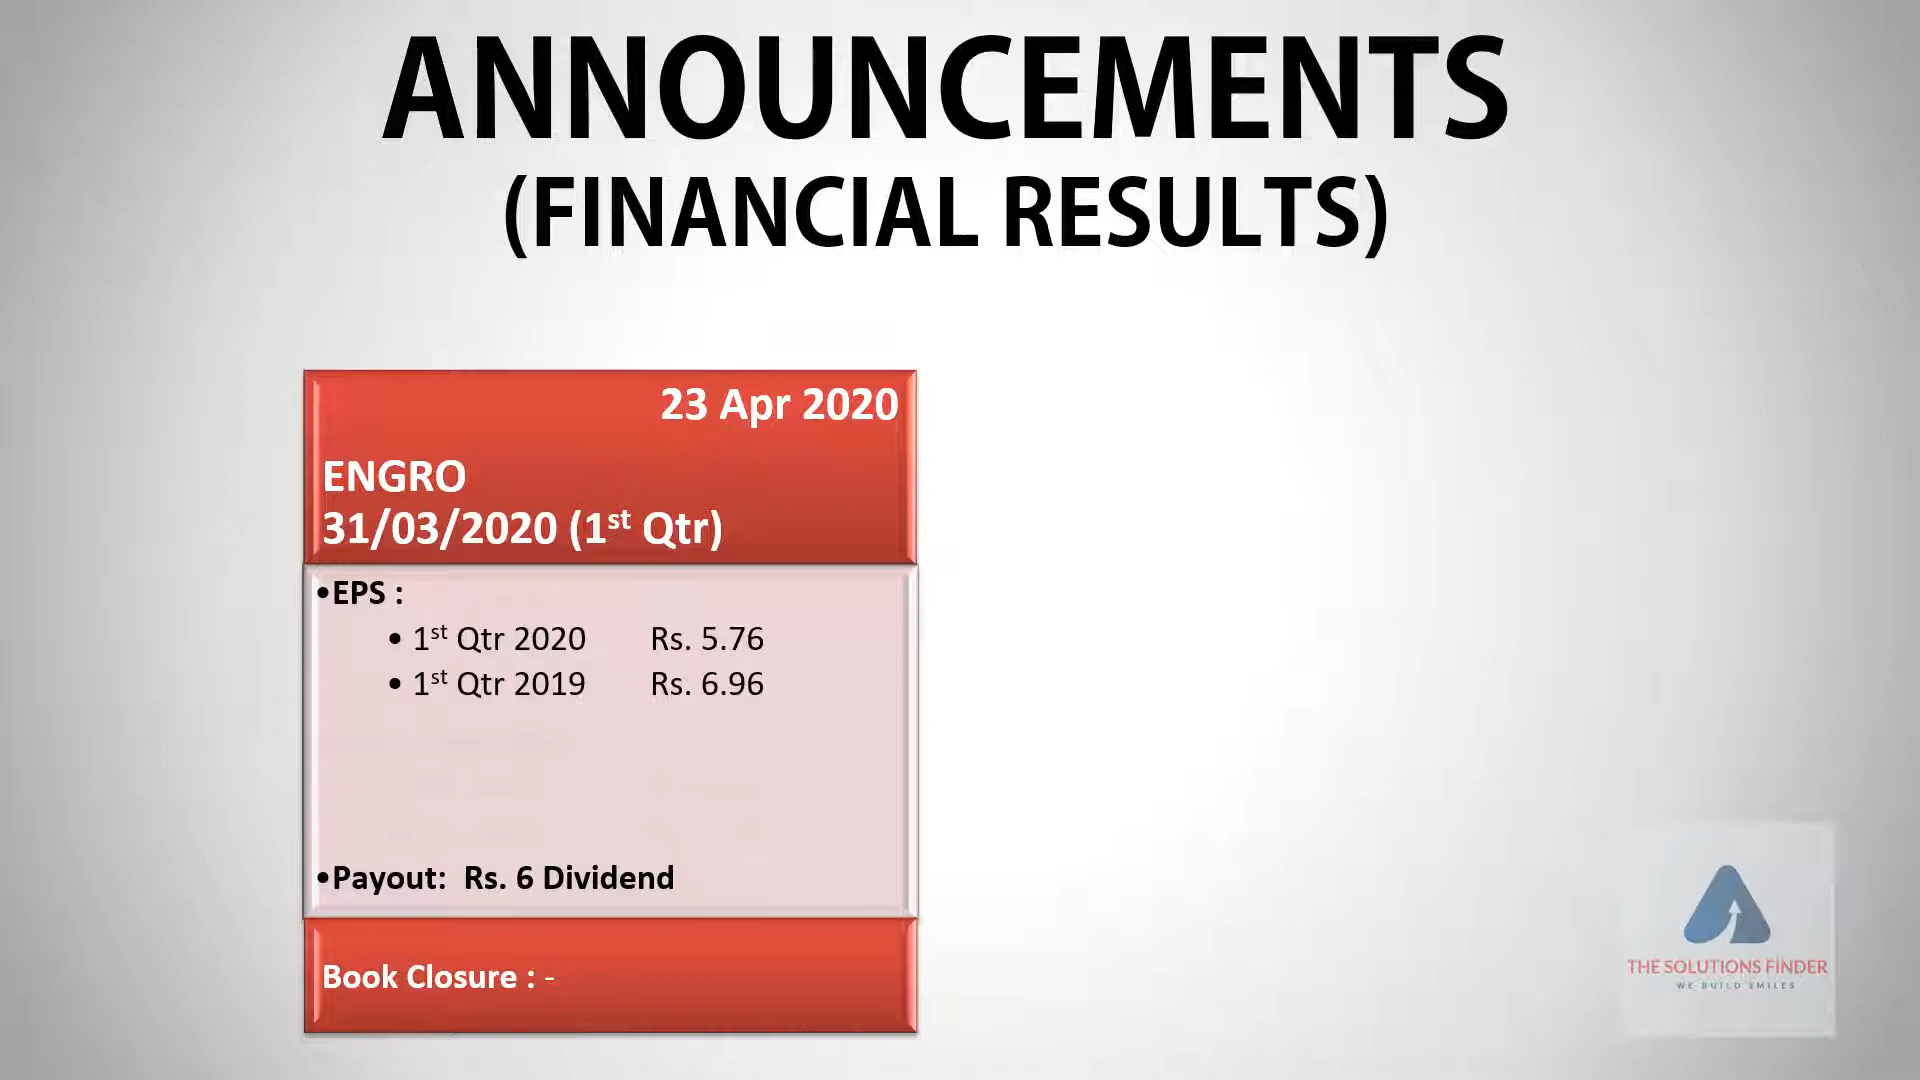 ANNOUNCEMENTS
(FINANCIAL RESULTS)
23 Apr 2020
ENGRO
31/03/2020 (1st Qtr)
•EPS :
• 1st Qtr 2020 Rs. 5.76
• 1st Qtr 2019 Rs. 6.96
•Payout: Rs. 6 Dividend
Book Closure : -
THE SOLUTIONS FINDER
WE BUILD SMILES